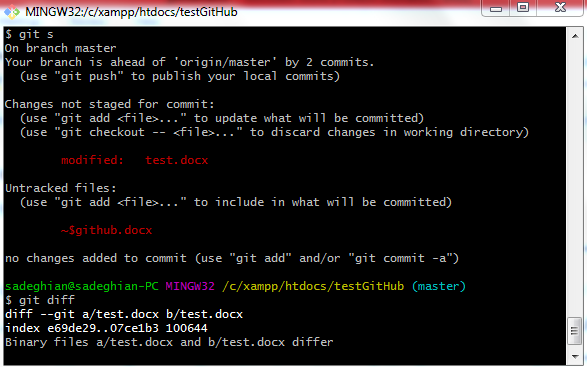 MINGW32:/c/xampp/htdocs/testGitHub
$ git s
On branch master
Your branch is ahead of 'origin/master' by 2 commits.
  (use "git push" to publish your local commits)

Changes not staged for commit:
  (use "git add <file>..." to update what will be committed)
  (use "git checkout -- <file>..." to discard changes in working directory)

        modified:   test.docx

Untracked files:
  (use "git add <file>..." to include in what will be committed)

        ~$github.docx

no changes added to commit (use "git add" and/or "git commit -a")

sadeghian@sadeghian-PC MINGW32 /c/xampp/htdocs/testGitHub (master)
$ git diff
diff --git a/test.docx b/test.docx
index e69de29..07ce1b3 100644
Binary files a/test.docx and b/test.docx differ